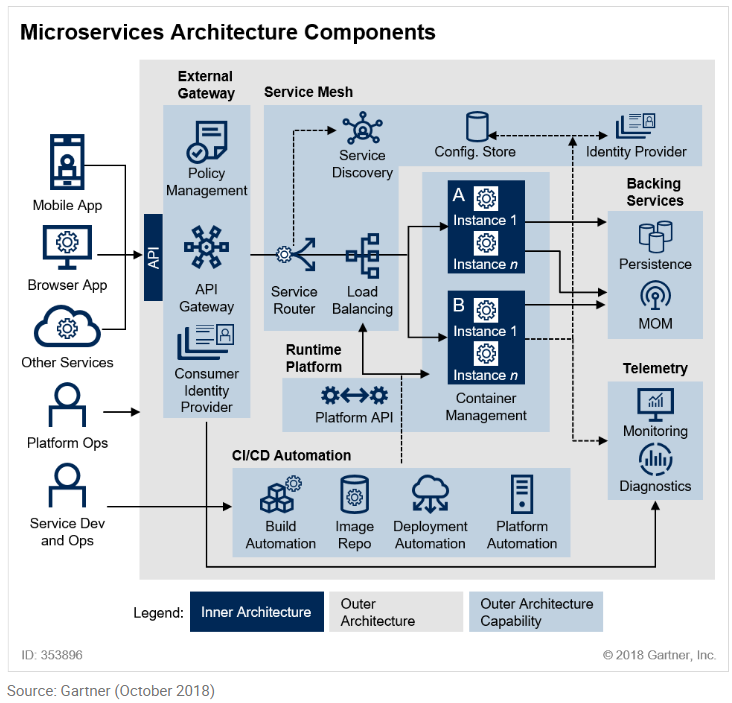 Microservices Architecture Components
External
Gateway
Service Mesh
Policy
Management
Service
Discovery
Config. Store
Identity Provider
Mobile App
Browser App
Other Services
Platform Ops
Service Dev
and Ops
API
API
Gateway
Consumer
Identity
Provider
Service
Router
Load
Balancing
A
Instance 1
Instance n
B
Instance 1
Instance n
Container
Management
Backing
Services
Persistence
MOM
Runtime
Platform
Platform API
Telemetry
Monitoring
Diagnostics
CI/CD Automation
Build
Automation
Image
Repo
Deployment
Automation
Platform
Automation
Legend:
Inner Architecture
Outer
Architecture
Outer Architecture
Capability
ID: 353896
© 2018 Gartner, Inc.
Source: Gartner (October 2018)